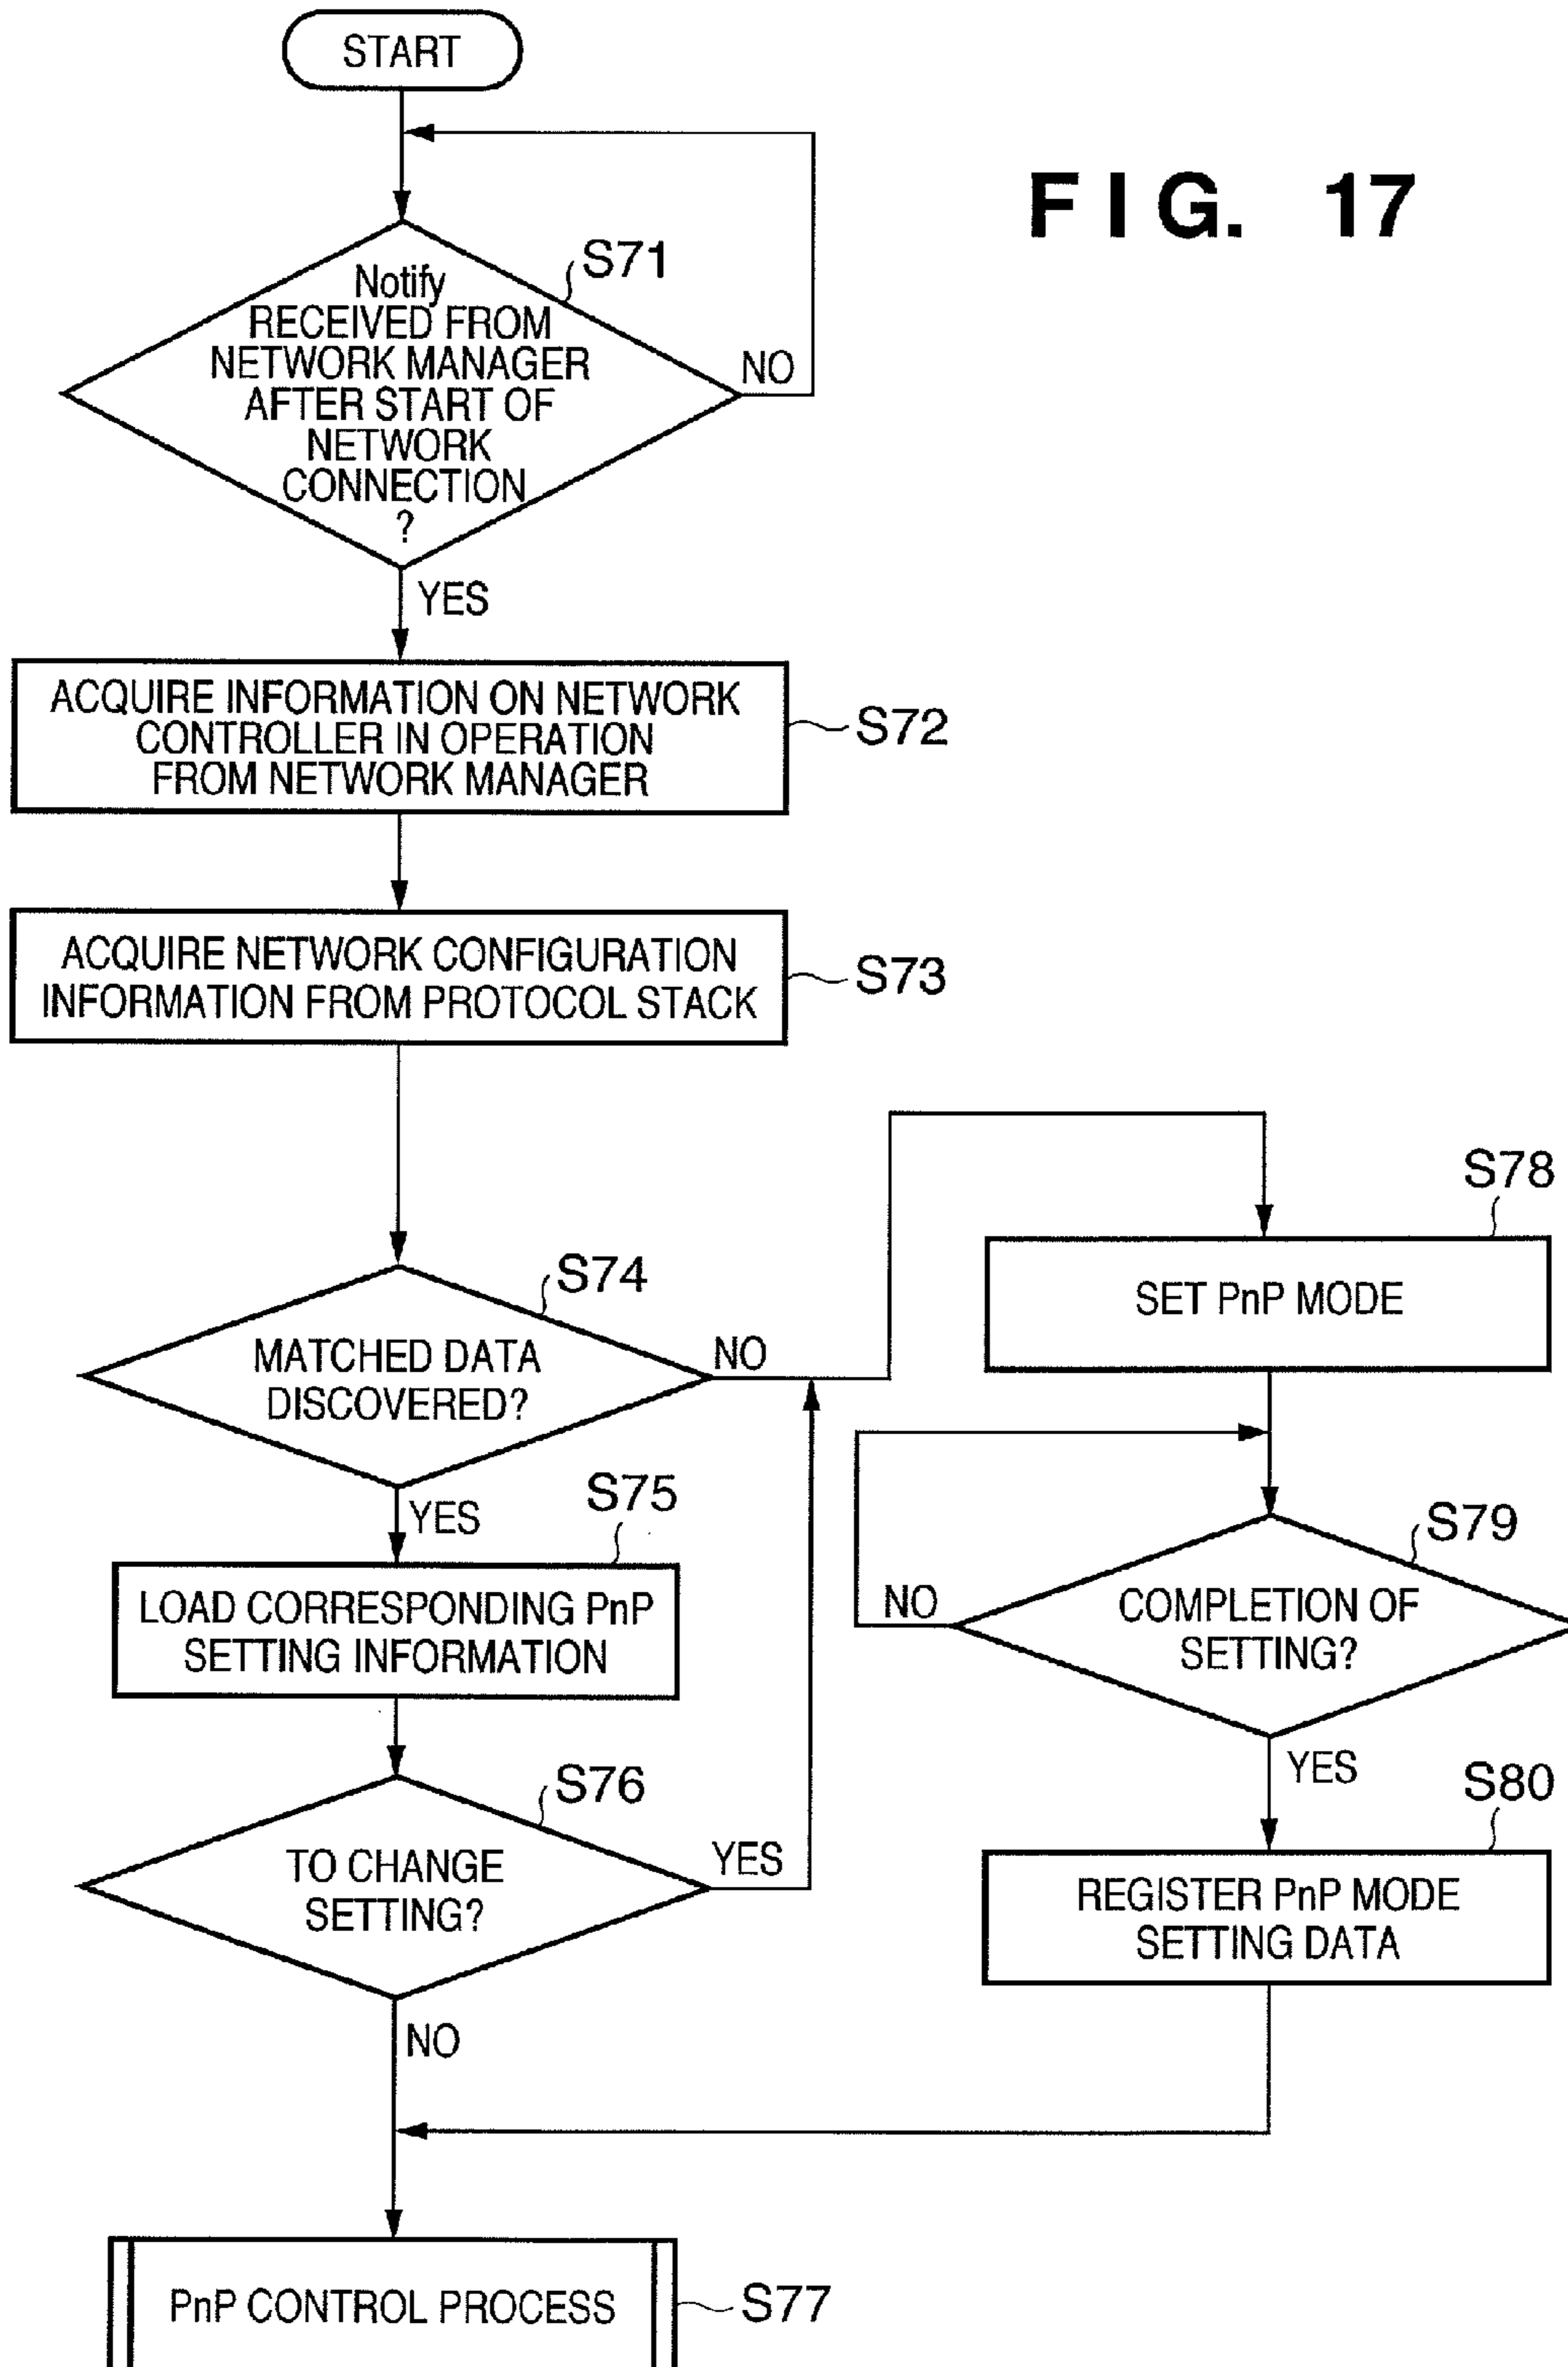 START
FIG. 17
S71
Notify
RECEIVED FROM
NETWORK MANAGER
AFTER START OF
NETWORK
CONNECTION
?
NO
YES
ACQUIRE INFORMATION ON NETWORK
CONTROLLER IN OPERATION
FROM NETWORK MANAGER
S72
ACQUIRE NETWORK CONFIGURATION
INFORMATION FROM PROTOCOL STACK
S73
S74
MATCHED DATA
DISCOVERED?
NO
YES
S75
LOAD CORRESPONDING PnP
SETTING INFORMATION
S76
TO CHANGE
SETTING?
YES
NO
S78
SET PnP MODE
S79
COMPLETION OF
SETTING?
NO
YES
S80
REGISTER PnP MODE
SETTING DATA
PnP CONTROL PROCESS
S77